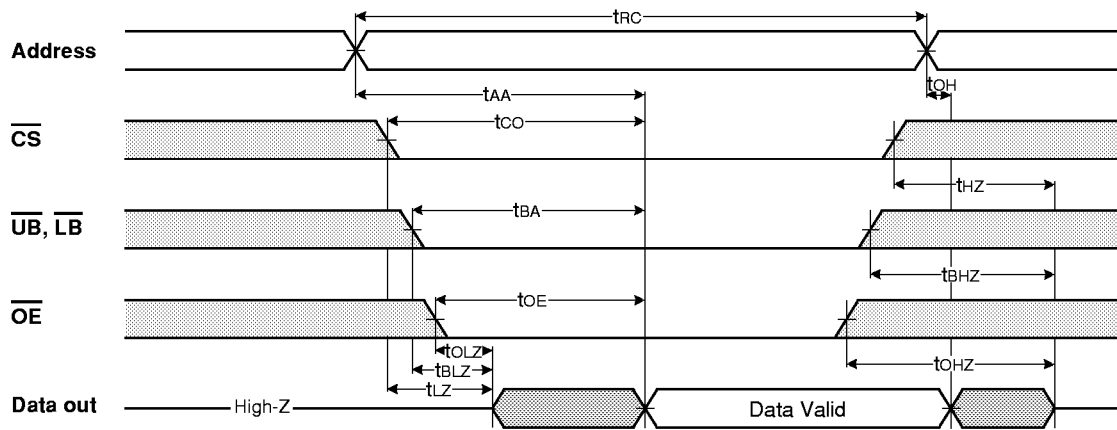 tRC
Address
tOH
tAA
CS
tCO
tHZ
UB, LB
tBA
tBHZ
OE
tOE
tOLZ
tOHZ
tBLZ
tLZ
Data out
High-Z
Data Valid